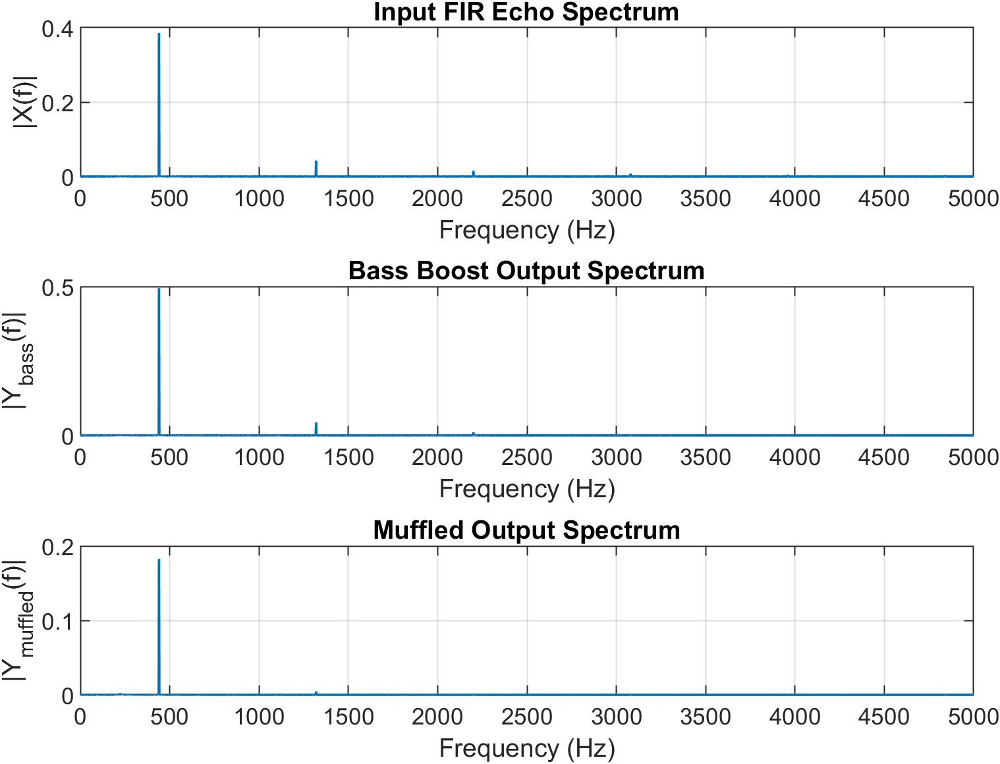 Input FIR Echo Spectrum
0.4
0.2
0
|X(f)|
0 500 1000 1500 2000 2500 3000 3500 4000 4500 5000
Frequency (Hz)
Bass Boost Output Spectrum
0.5
0
|Y_bass(f)|
0 500 1000 1500 2000 2500 3000 3500 4000 4500 5000
Frequency (Hz)
Muffled Output Spectrum
0.2
0.1
0
|Y_muffled(f)|
0 500 1000 1500 2000 2500 3000 3500 4000 4500 5000
Frequency (Hz)